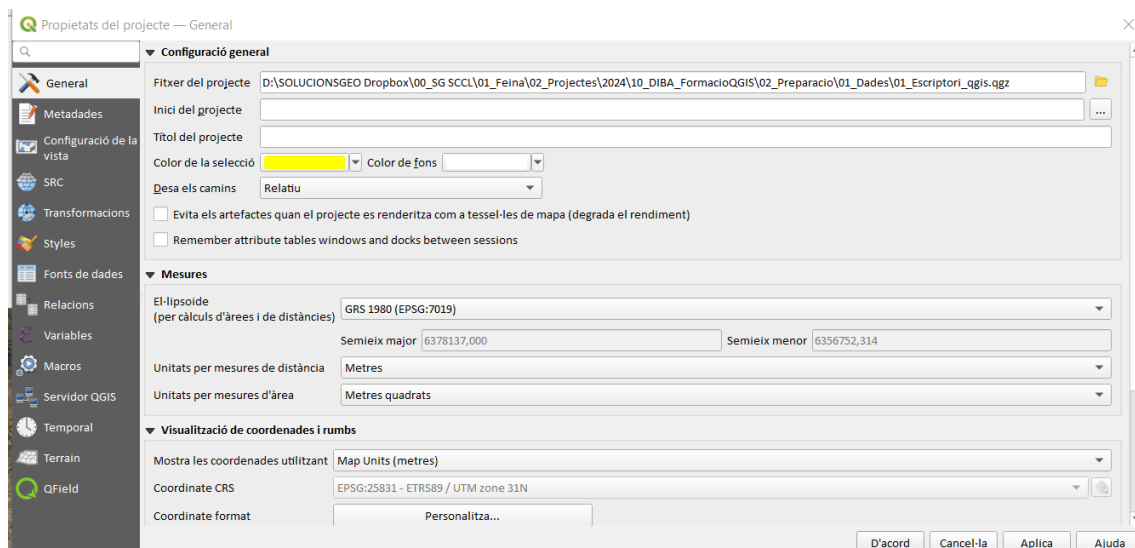 Propietats del projecte — General
General
Metadades
Configuració de la
vista
SRC
Transformacions
Styles
Fonts de dades
Relacions
Variables
Macros
Servidor QGIS
Temporal
Terrain
QField
Configuració general
Fitxer del projecte D:\SOLUCIONSGEO Dropbox\00_SG SCCL\01_Feina\02_Projectes\2024\10_DIBA_FormacioQGIS\02_Preparacio\01_Dades\01_Escriptori_qgis.qgz
Inici del projecte ...
Títol del projecte
Color de la selecció Color de fons
Desa els camins Relatiu
Evita els artefactes quan el projecte es renderitza com a tessel·les de mapa (degrada el rendiment)
Remember attribute tables windows and docks between sessions
Mesures
El·lipsoide
(per càlculs d'àrees i de distàncies) GRS 1980 (EPSG:7019)
Semieix major 6378137,000 Semieix menor 6356752,314
Unitats per mesures de distància Metres
Unitats per mesures d'àrea Metres quadrats
Visualització de coordenades i rumbs
Mostra les coordenades utilitzant Map Units (metres)
Coordinate CRS EPSG:25831 - ETRS89 / UTM zone 31N
Coordinate format Personalitza...
D'acord Cancel·la Aplica Ajuda